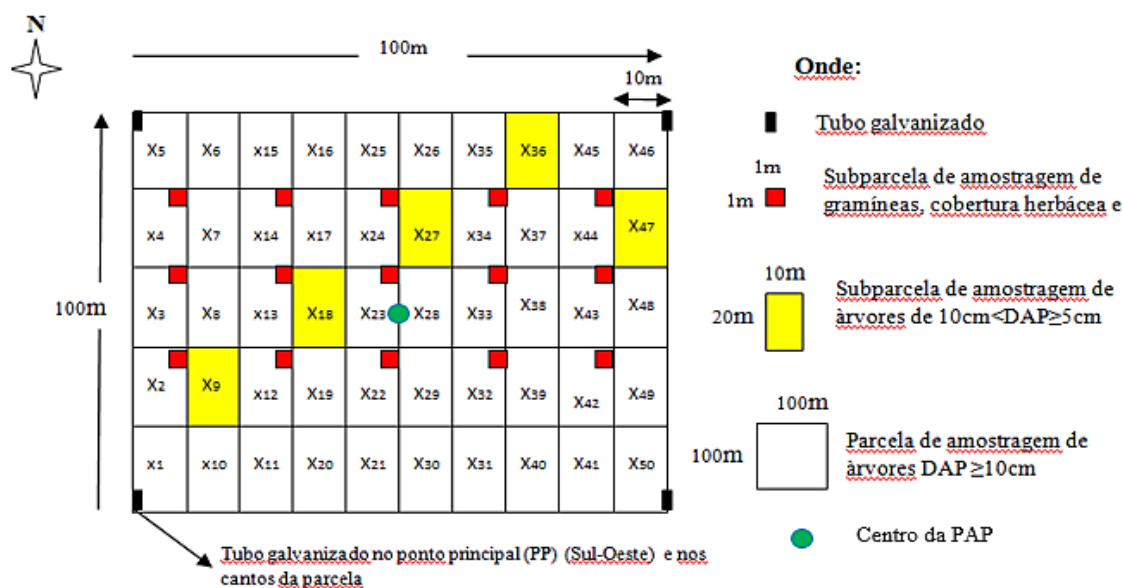 N
100m
10m
X5 X6 x15 X16 X25 X26 X35 X36 X45 X46
x4 X7 x14 x17 x24 X27 x34 X37 x44 X47
X3 X8 x13 X18 X23 X28 X33 X38 X43 X48
X2 X9 x12 X19 X22 X29 X32 X39 X42 X49
x1 x10 X11 X20 X21 X30 X31 X40 X41 X50
100m
Tubo galvanizado no ponto principal (PP) (Sul-Oeste) e nos
cantos da parcela
Onde:
Tubo galvanizado
1m
1m
Subparcela de amostragem de
gramíneas, cobertura herbácea e
10m
20m
Subparcela de amostragem de
àrvores de 10cm<DAP≥5cm
100m
100m
Parcela de amostragem de
àrvores DAP ≥10cm
Centro da PAP